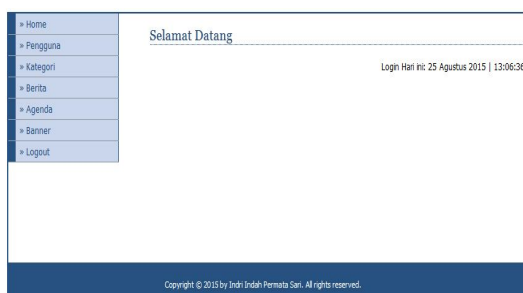 » Home
» Pengguna
» Kategori
» Berita
» Agenda
» Banner
» Logout
Selamat Datang
Login Hari ini: 25 Agustus 2015 | 13:06:36
Copyright © 2015 by Indri Indah Permata Sari. All rights reserved.